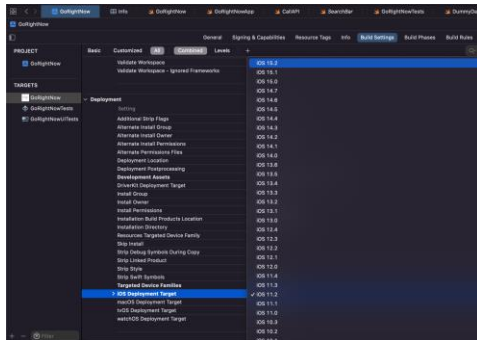 GoRightNow
Info
GoRightNow
GoRightNowApp
CallAPI
SearchBar
GoRightNowTests
GoRightNow
General
Signing & Capabilities
Resource Tags
Info
Build Settings
Build Phases
Build Rules
PROJECT
Basic
Customized
All
Combined
Levels
+
GoRightNow
TARGETS
GoRightNow
GoRightNowTests
GoRightNowUITests
Validate Workspace
Validate Workspace - Ignored Frameworks
Deployment
Setting
Additional Strip Flags
Alternate Install Group
Alternate Install Owner
Alternate Install Permissions
Alternate Permissions Files
Deployment Location
Deployment Postprocessing
Development Assets
DriverKit Deployment Target
Install Group
Install Owner
Install Permissions
Installation Build Products Location
Installation Directory
Resources Targeted Device Family
Skip Install
Strip Debug Symbols During Copy
Strip Linked Product
Strip Style
Strip Swift Symbols
Targeted Device Families
iOS Deployment Target
macOS Deployment Target
tvOS Deployment Target
watchOS Deployment Target
iOS 15.2
iOS 15.1
iOS 15.0
iOS 14.7
iOS 14.6
iOS 14.5
iOS 14.4
iOS 14.3
iOS 14.2
iOS 14.1
iOS 14.0
iOS 13.6
iOS 13.5
iOS 13.4
iOS 13.3
iOS 13.2
iOS 13.1
iOS 13.0
iOS 12.4
iOS 12.3
iOS 12.2
iOS 12.1
iOS 12.0
iOS 11.4
iOS 11.3
iOS 11.2
iOS 11.1
iOS 11.0
iOS 10.3
iOS 10.2
Filter